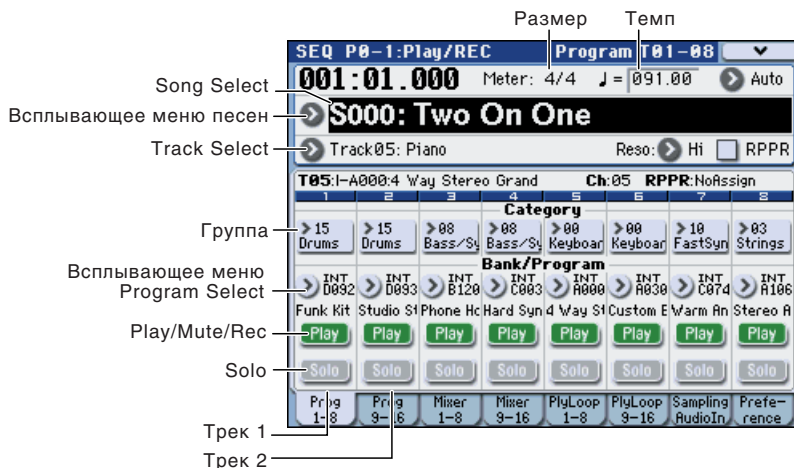 Размер Темп
SEQ P0-1:Play/REC Program T01-08
001:01.000 Meter: 4/4 ♩= 091.00 Auto
Song Select
Всплывающее меню песен
S000: Two On One
Track Select
Track05: Piano Reso: Hi RPPR
T05:I-A000:4 Way Stereo Grand Ch:05 RPPR:NoAssign
1 2 3 4 5 6 7 8
Category
Группа
15 15 08 08 00 00 10 03
Drums Drums Bass/Sy Bass/Sy Keyboar Keyboar FastSyn Strings
Bank/Program
Всплывающее меню
Program Select
INT INT INT INT INT INT INT INT
D092 D093 B120 C003 A000 A030 C074 A106
Funk Kit Studio St Phone Ho Hard Syn 4 Way St Custom E Warm An Stereo A
Play/Mute/Rec
Play Play Play Play Play Play Play Play
Solo
Solo Solo Solo Solo Solo Solo Solo Solo
Prog Prog Mixer Mixer PlyLoop PlyLoop Sampling Prefe-
1-8 9-16 1-8 9-16 1-8 9-16 AudioIn rence
Трек 1
Трек 2